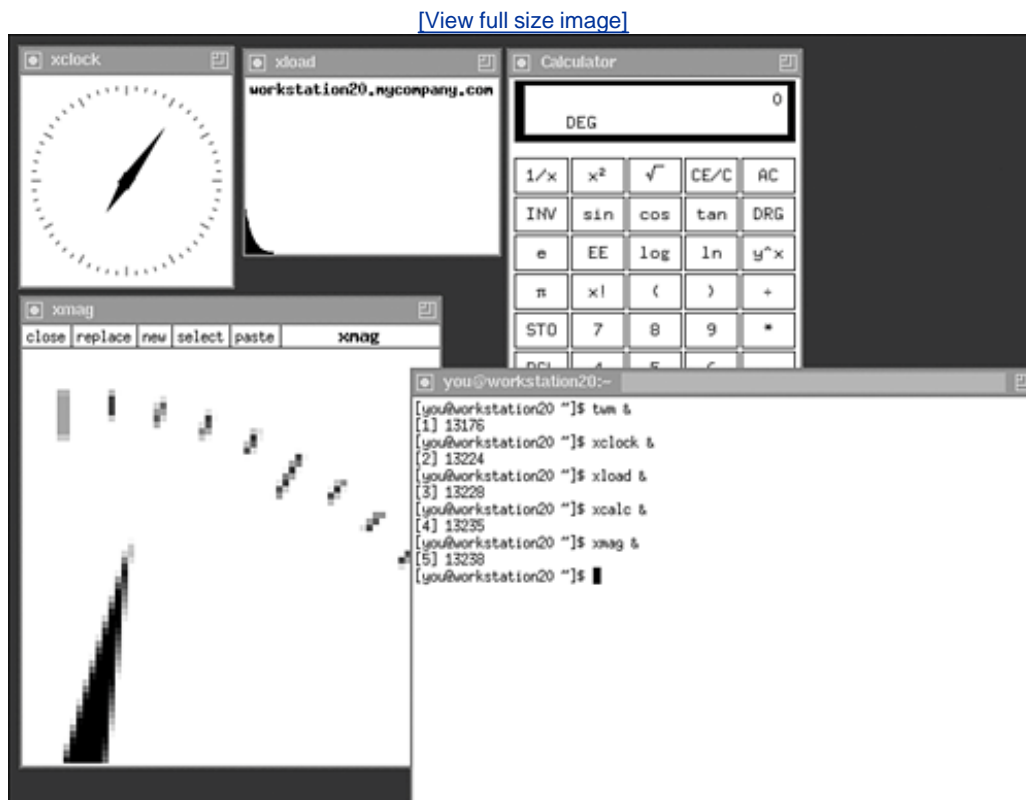 [View full size image]
xclock
xload
workstation20.mycompany.com
Calculator
0
DEG
1/x x² √ CE/C AC
INV sin cos tan DRG
e EE log ln y^x
π x! ( ) ÷
STO 7 8 9 *
xmag
close replace new select paste xmag
you@workstation20:~
[you@workstation20 ~]$ twm &
[1] 13176
[you@workstation20 ~]$ xclock &
[2] 13224
[you@workstation20 ~]$ xload &
[3] 13228
[you@workstation20 ~]$ xcalc &
[4] 13235
[you@workstation20 ~]$ xmag &
[5] 13238
[you@workstation20 ~]$